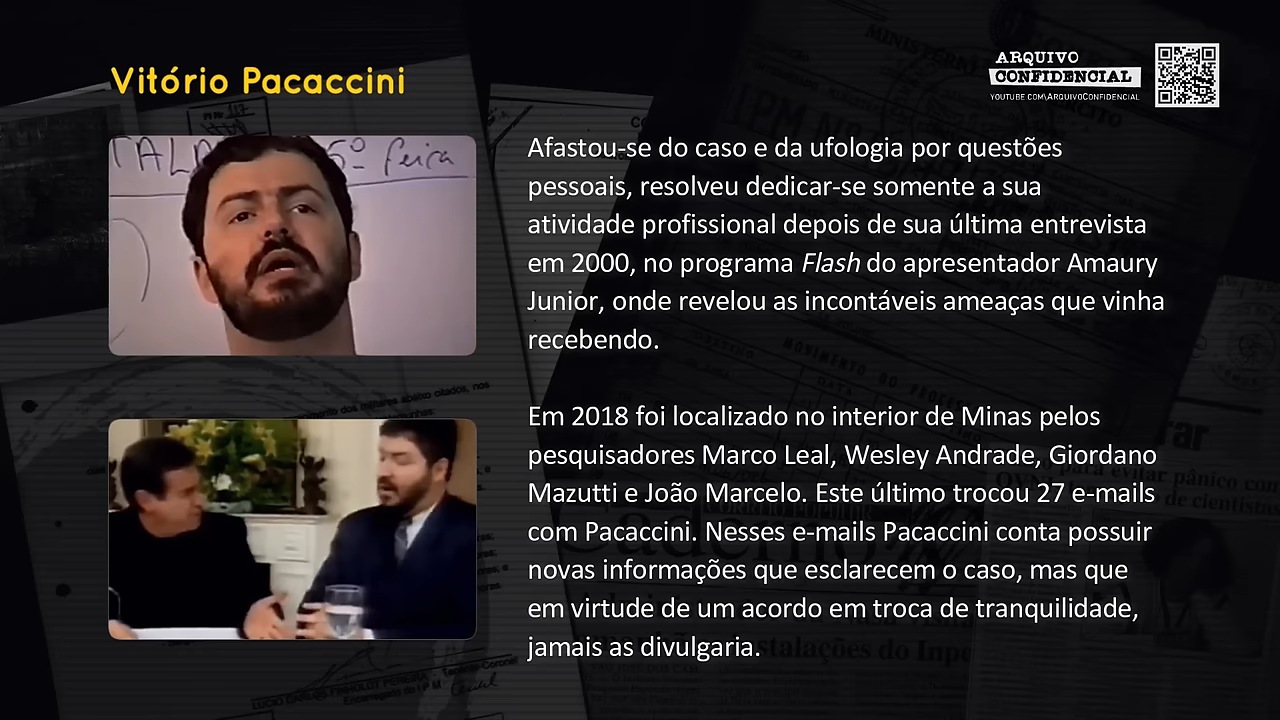 Vitório Pacaccini
ARQUIVO
CONFIDENCIAL
YOUTUBE.COM\ARQUIVOCONFIDENCIAL
Afastou-se do caso e da ufologia por questões
pessoais, resolveu dedicar-se somente a sua
atividade profissional depois de sua última entrevista
em 2000, no programa Flash do apresentador Amaury
Junior, onde revelou as incontáveis ameaças que vinha
recebendo.
Em 2018 foi localizado no interior de Minas pelos
pesquisadores Marco Leal, Wesley Andrade, Giordano
Mazutti e João Marcelo. Este último trocou 27 e-mails
com Pacaccini. Nesses e-mails Pacaccini conta possuir
novas informações que esclarecem o caso, mas que
em virtude de um acordo em troca de tranquilidade,
jamais as divulgaria.